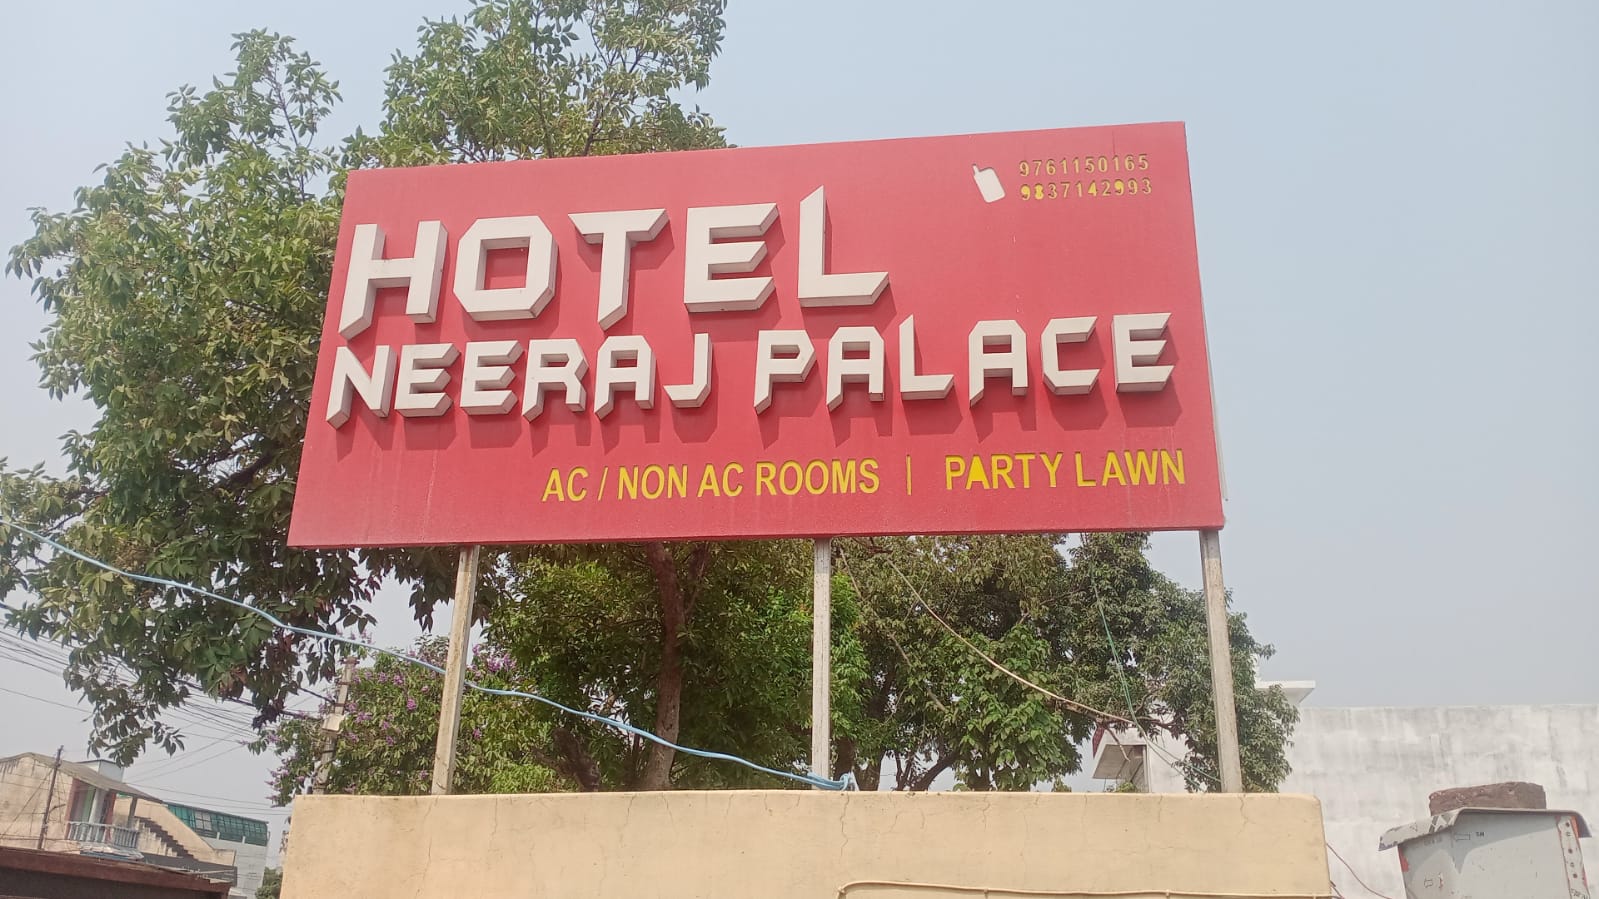 9761150165
9837142993
HOTEL
NEERAJ PALACE
AC / NON AC ROOMS | PARTY LAWN